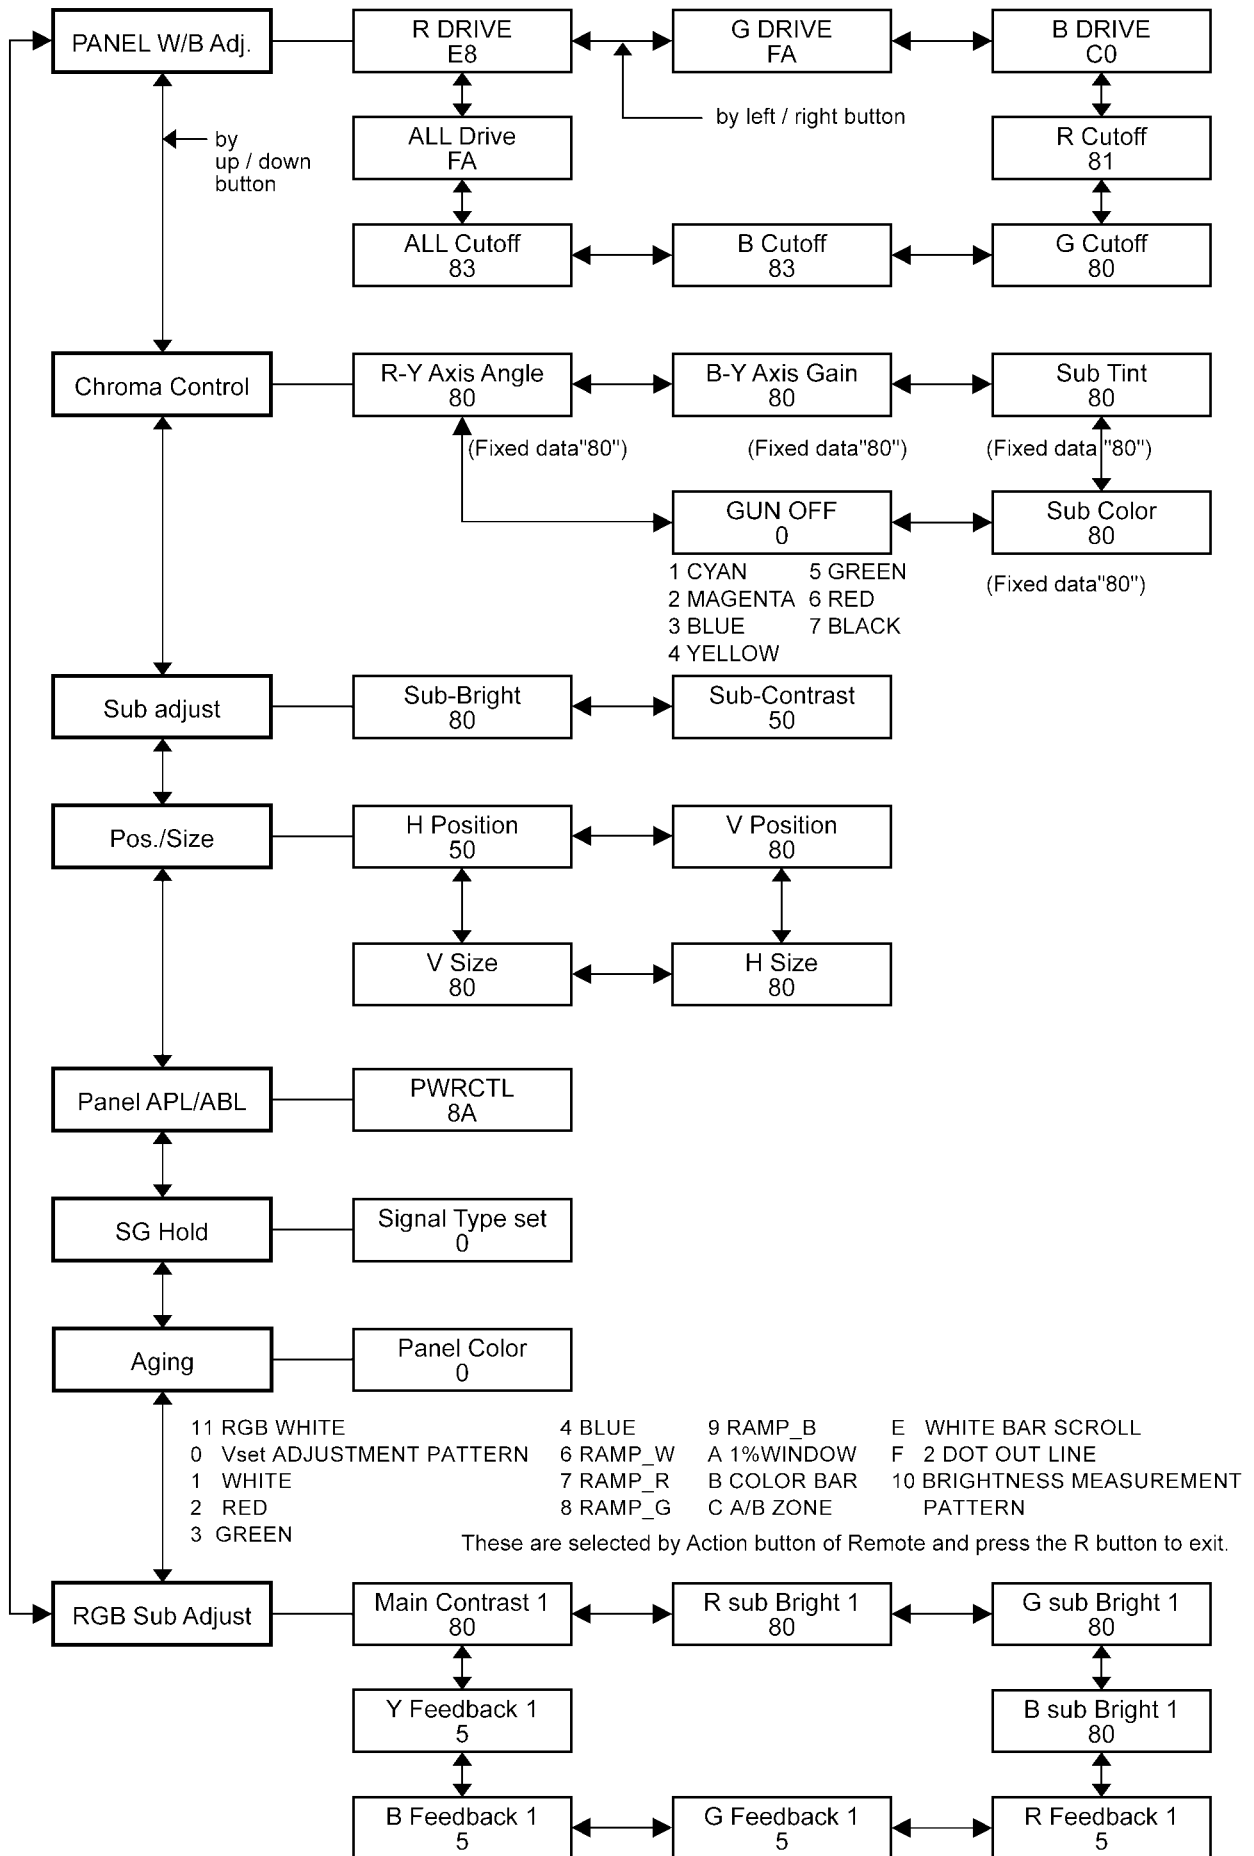 PANEL W/B Adj.
R DRIVE
E8
G DRIVE
FA
B DRIVE
C0
by left / right button
by
up / down
button
ALL Drive
FA
R Cutoff
81
ALL Cutoff
83
B Cutoff
83
G Cutoff
80
Chroma Control
R-Y Axis Angle
80
B-Y Axis Gain
80
Sub Tint
80
(Fixed data"80")
(Fixed data"80")
(Fixed data "80")
GUN OFF
0
Sub Color
80
1 CYAN 5 GREEN
2 MAGENTA 6 RED
3 BLUE 7 BLACK
4 YELLOW
(Fixed data"80")
Sub adjust
Sub-Bright
80
Sub-Contrast
50
Pos./Size
H Position
50
V Position
80
V Size
80
H Size
80
Panel APL/ABL
PWRCTL
8A
SG Hold
Signal Type set
0
Aging
Panel Color
0
11 RGB WHITE 4 BLUE 9 RAMP_B E WHITE BAR SCROLL
0 Vset ADJUSTMENT PATTERN 6 RAMP_W A 1%WINDOW F 2 DOT OUT LINE
1 WHITE 7 RAMP_R B COLOR BAR 10 BRIGHTNESS MEASUREMENT
2 RED 8 RAMP_G C A/B ZONE PATTERN
3 GREEN
These are selected by Action button of Remote and press the R button to exit.
RGB Sub Adjust
Main Contrast 1
80
R sub Bright 1
80
G sub Bright 1
80
Y Feedback 1
5
B sub Bright 1
80
B Feedback 1
5
G Feedback 1
5
R Feedback 1
5